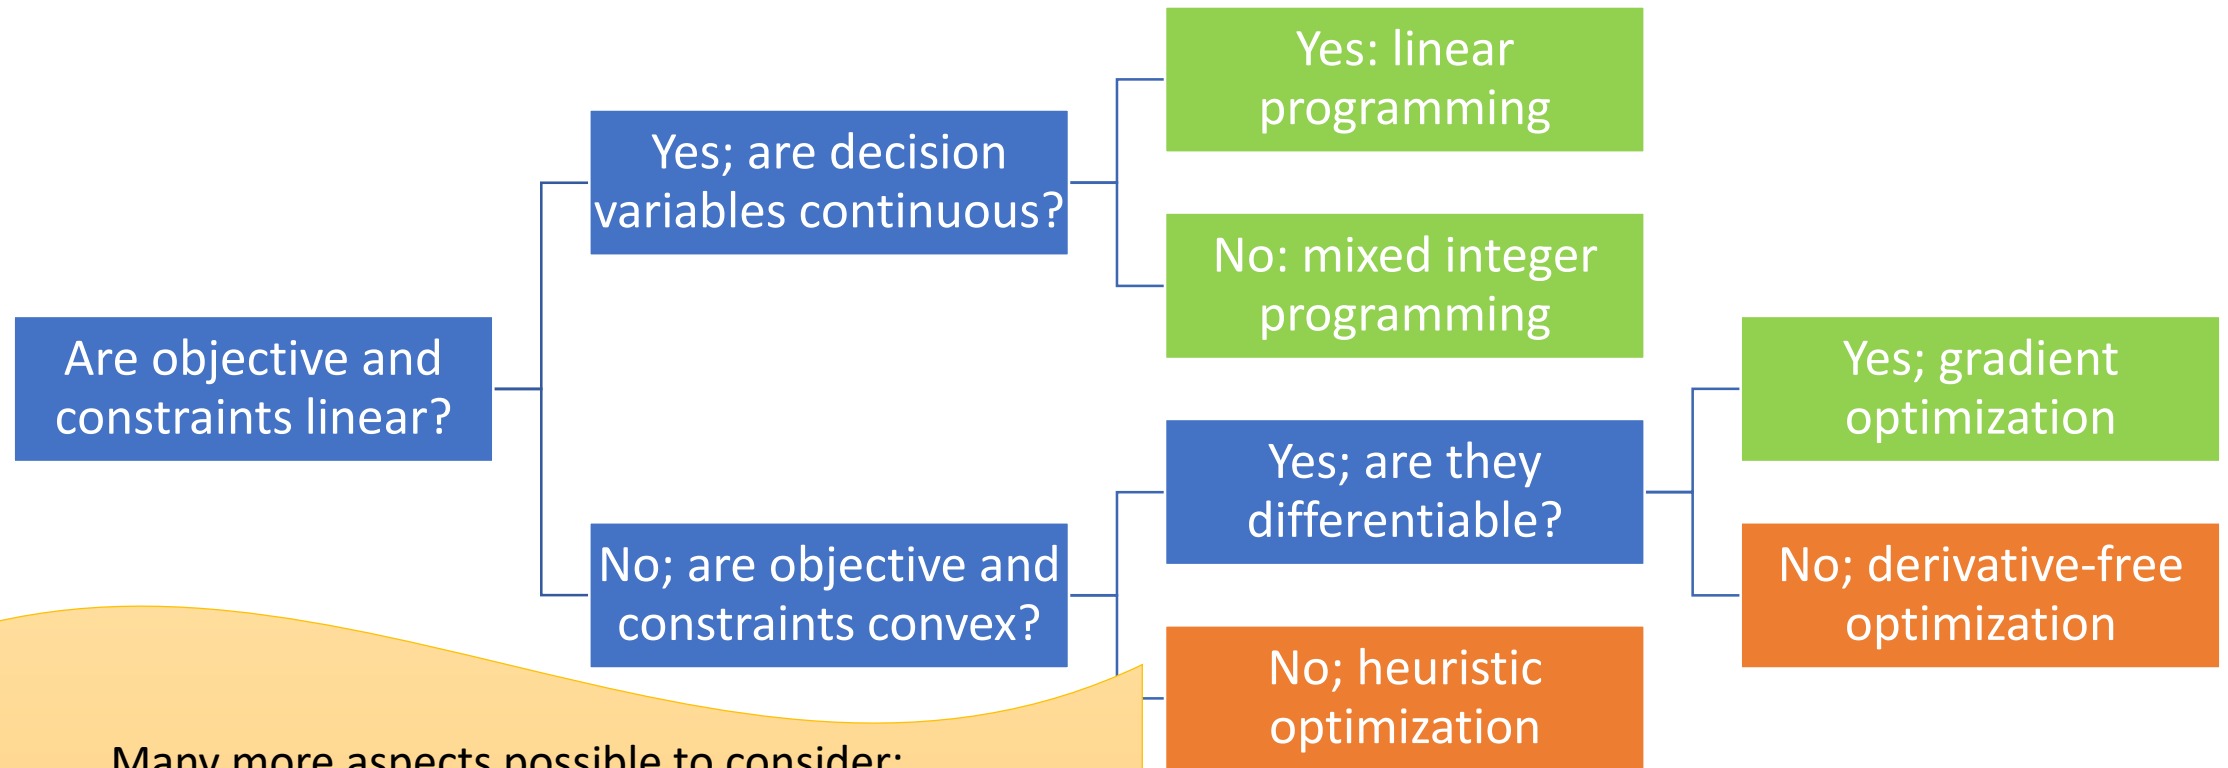 Are objective and
constraints linear?
Yes; are decision
variables continuous?
Yes: linear
programming
No: mixed integer
programming
No; are objective and
constraints convex?
Yes; are they
differentiable?
Yes; gradient
optimization
No; derivative-free
optimization
No; heuristic
optimization
Many more aspects possible to consider: